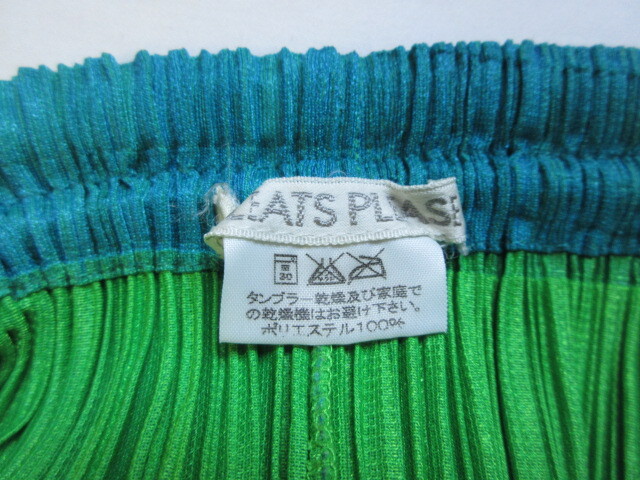 LEATS PLEASE
30
タンブラー乾燥及び家庭で
の乾燥機はお避け下さい。
ポリエステル100%